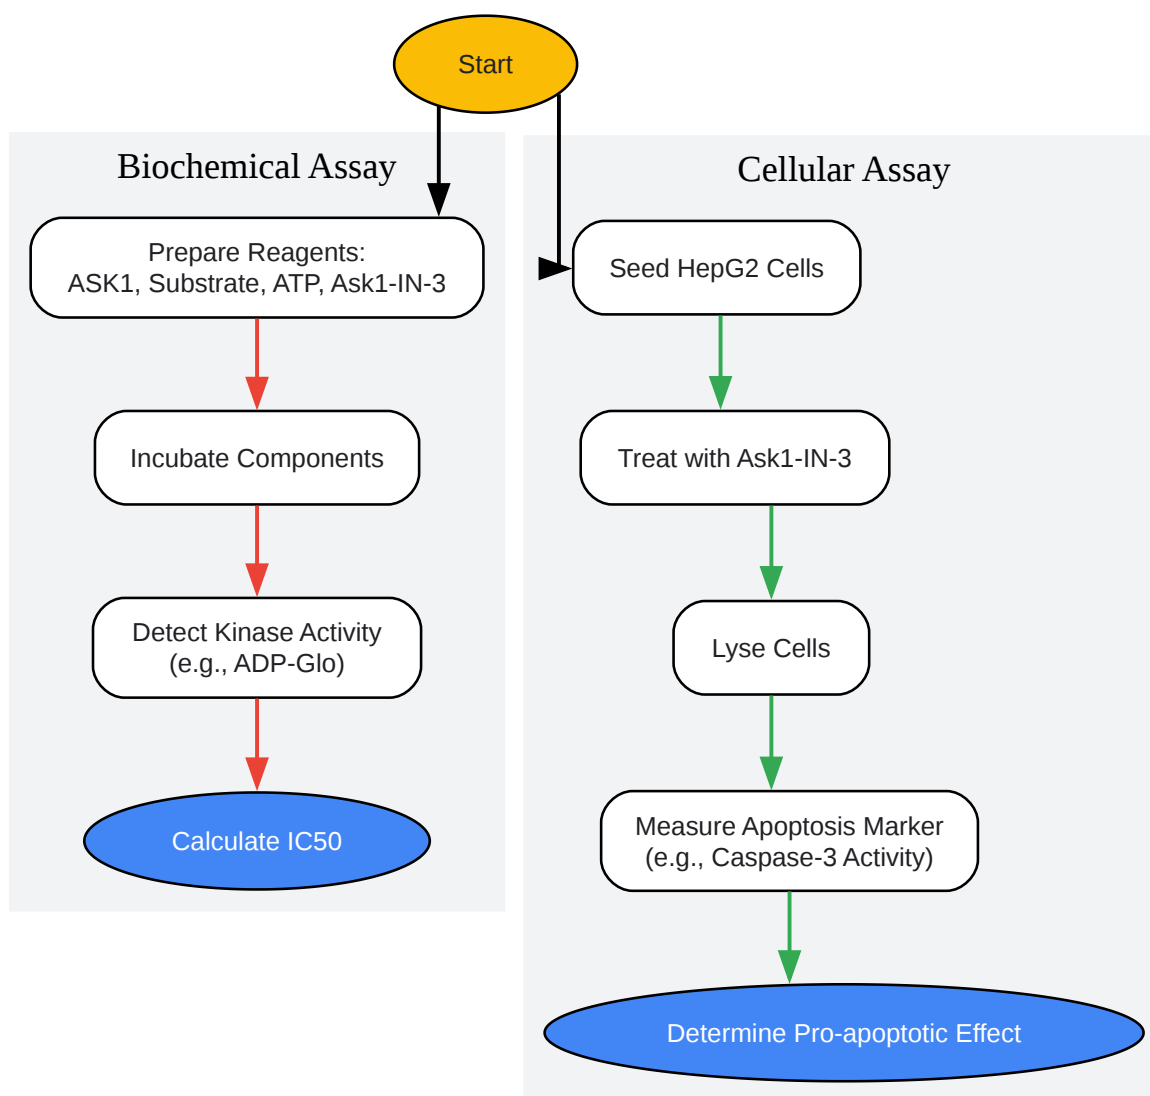 Start
Biochemical Assay
Prepare Reagents:
ASK1, Substrate, ATP, Ask1-IN-3
Incubate Components
Detect Kinase Activity
(e.g., ADP-Glo)
Calculate IC50
Cellular Assay
Seed HepG2 Cells
Treat with Ask1-IN-3
Lyse Cells
Measure Apoptosis Marker
(e.g., Caspase-3 Activity)
Determine Pro-apoptotic Effect